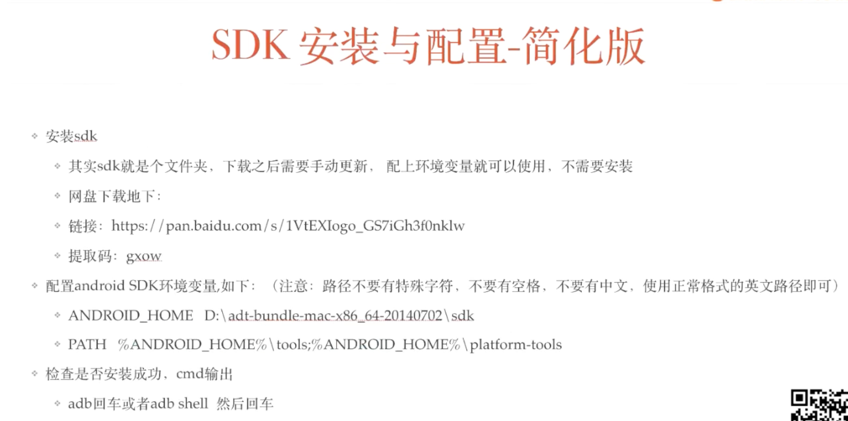 SDK 安装与配置-简化版
安装sdk
其实sdk就是个文件夹、下载之后需要手动更新、 配上环境变量就可以使用、不需要安装
网盘下载地下：
链接：https://pan.baidu.com/s/1VtEXIogo_GS7iGh3f0nklw
提取码：gxow
配置android SDK环境变量,如下：（注意：路径不要有特殊字符、不要有空格、不要有中文、使用正常格式的英文路径即可）
ANDROID_HOME D:\adt-bundle-mac-x86_64-20140702\sdk
PATH %ANDROID_HOME%\tools;%ANDROID_HOME%\platform-tools
检查是否安装成功、cmd输出
adb回车或者adb shell 然后回车